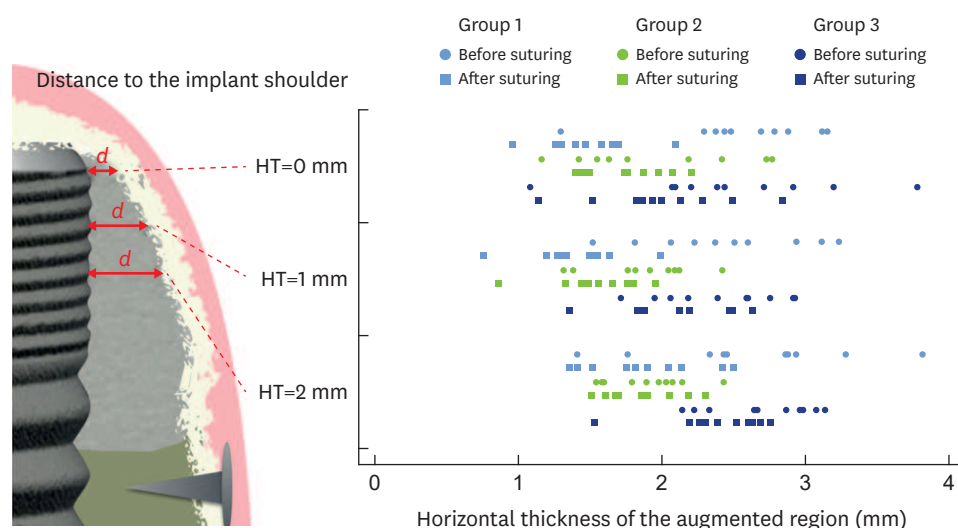 Group 1
Group 2
Group 3
Before suturing
Before suturing
Before suturing
After suturing
After suturing
After suturing
Distance to the implant shoulder
d
HT=0 mm
d
HT=1 mm
d
HT=2 mm
0
1
2
3
4
Horizontal thickness of the augmented region (mm)